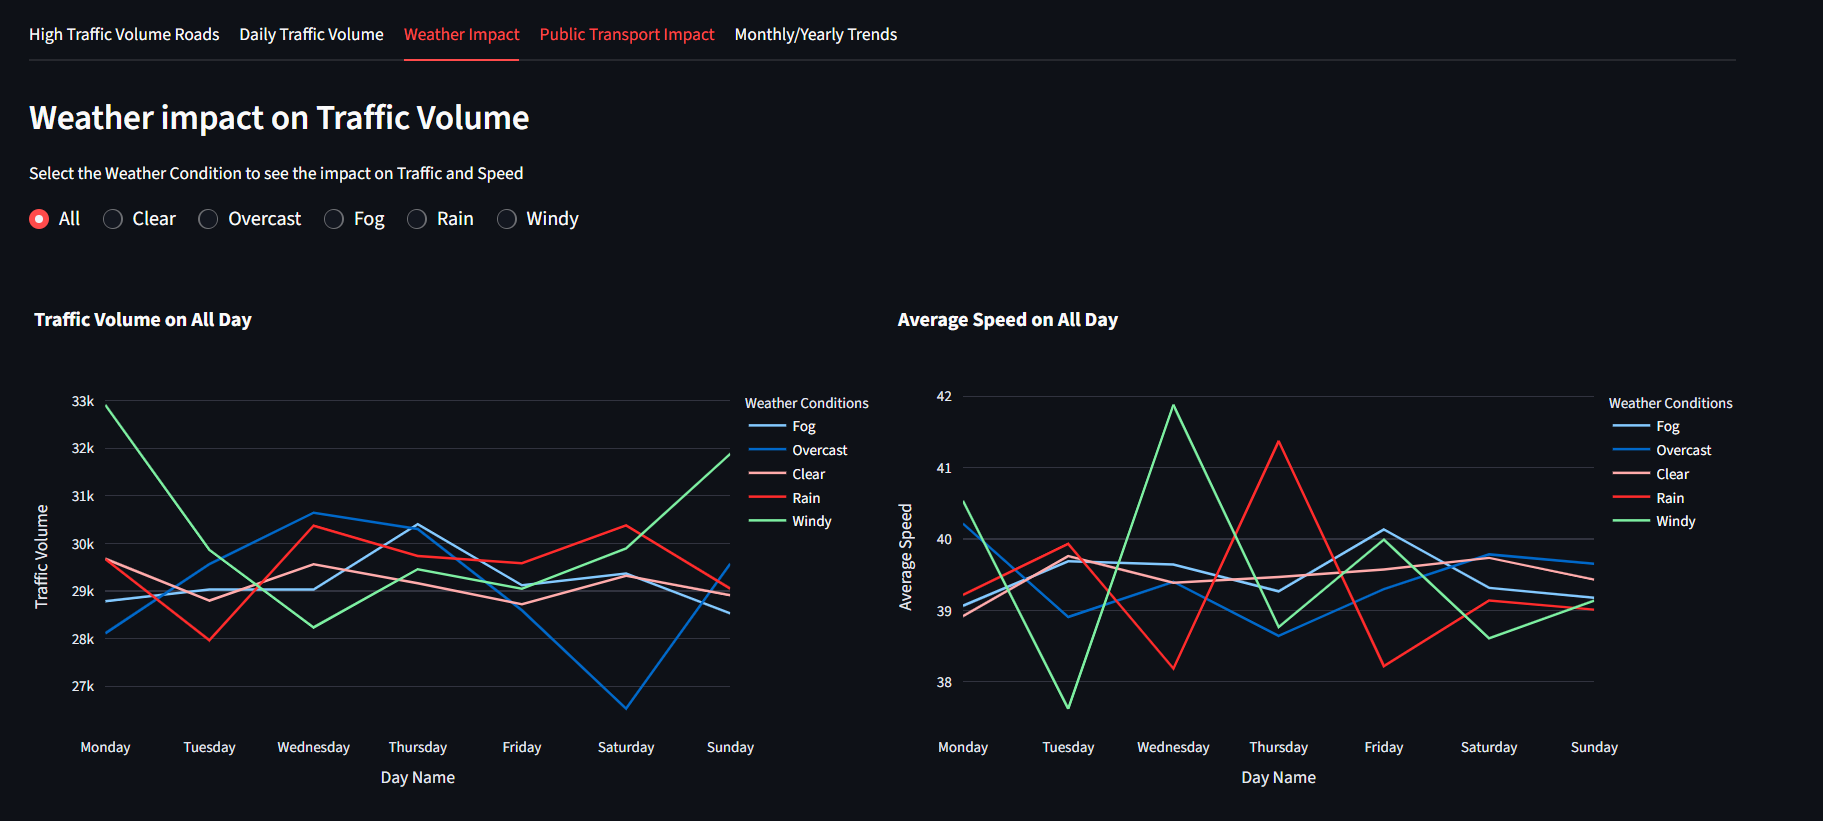 High Traffic Volume Roads Daily Traffic Volume Weather Impact Public Transport Impact Monthly/Yearly Trends
Weather impact on Traffic Volume
Select the Weather Condition to see the impact on Traffic and Speed
All Clear Overcast Fog Rain Windy
Traffic Volume on All Day
33k
32k
31k
30k
29k
28k
27k
Traffic Volume
Monday Tuesday Wednesday Thursday Friday Saturday Sunday
Day Name
Weather Conditions
Fog
Overcast
Clear
Rain
Windy
Average Speed on All Day
42
41
40
39
38
Average Speed
Monday Tuesday Wednesday Thursday Friday Saturday Sunday
Day Name
Weather Conditions
Fog
Overcast
Clear
Rain
Windy